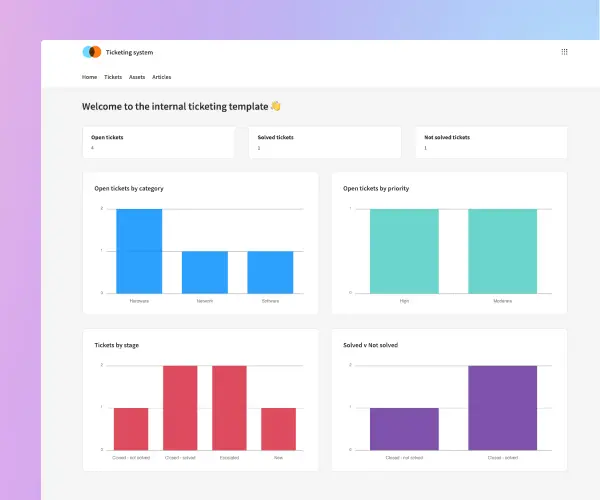 Ticketing system
Home Tickets Assets Articles
Welcome to the internal ticketing template 👋
Open tickets
4
Solved tickets
2
Not solved tickets
1
Open tickets by category
2
1
0
Hardware Network Software
Open tickets by priority
1
0
High Moderate
Tickets by stage
2
1
0
Closed - not solved Closed - solved Escalated New
Solved v Not solved
2
1
0
Closed - not solved Closed - solved